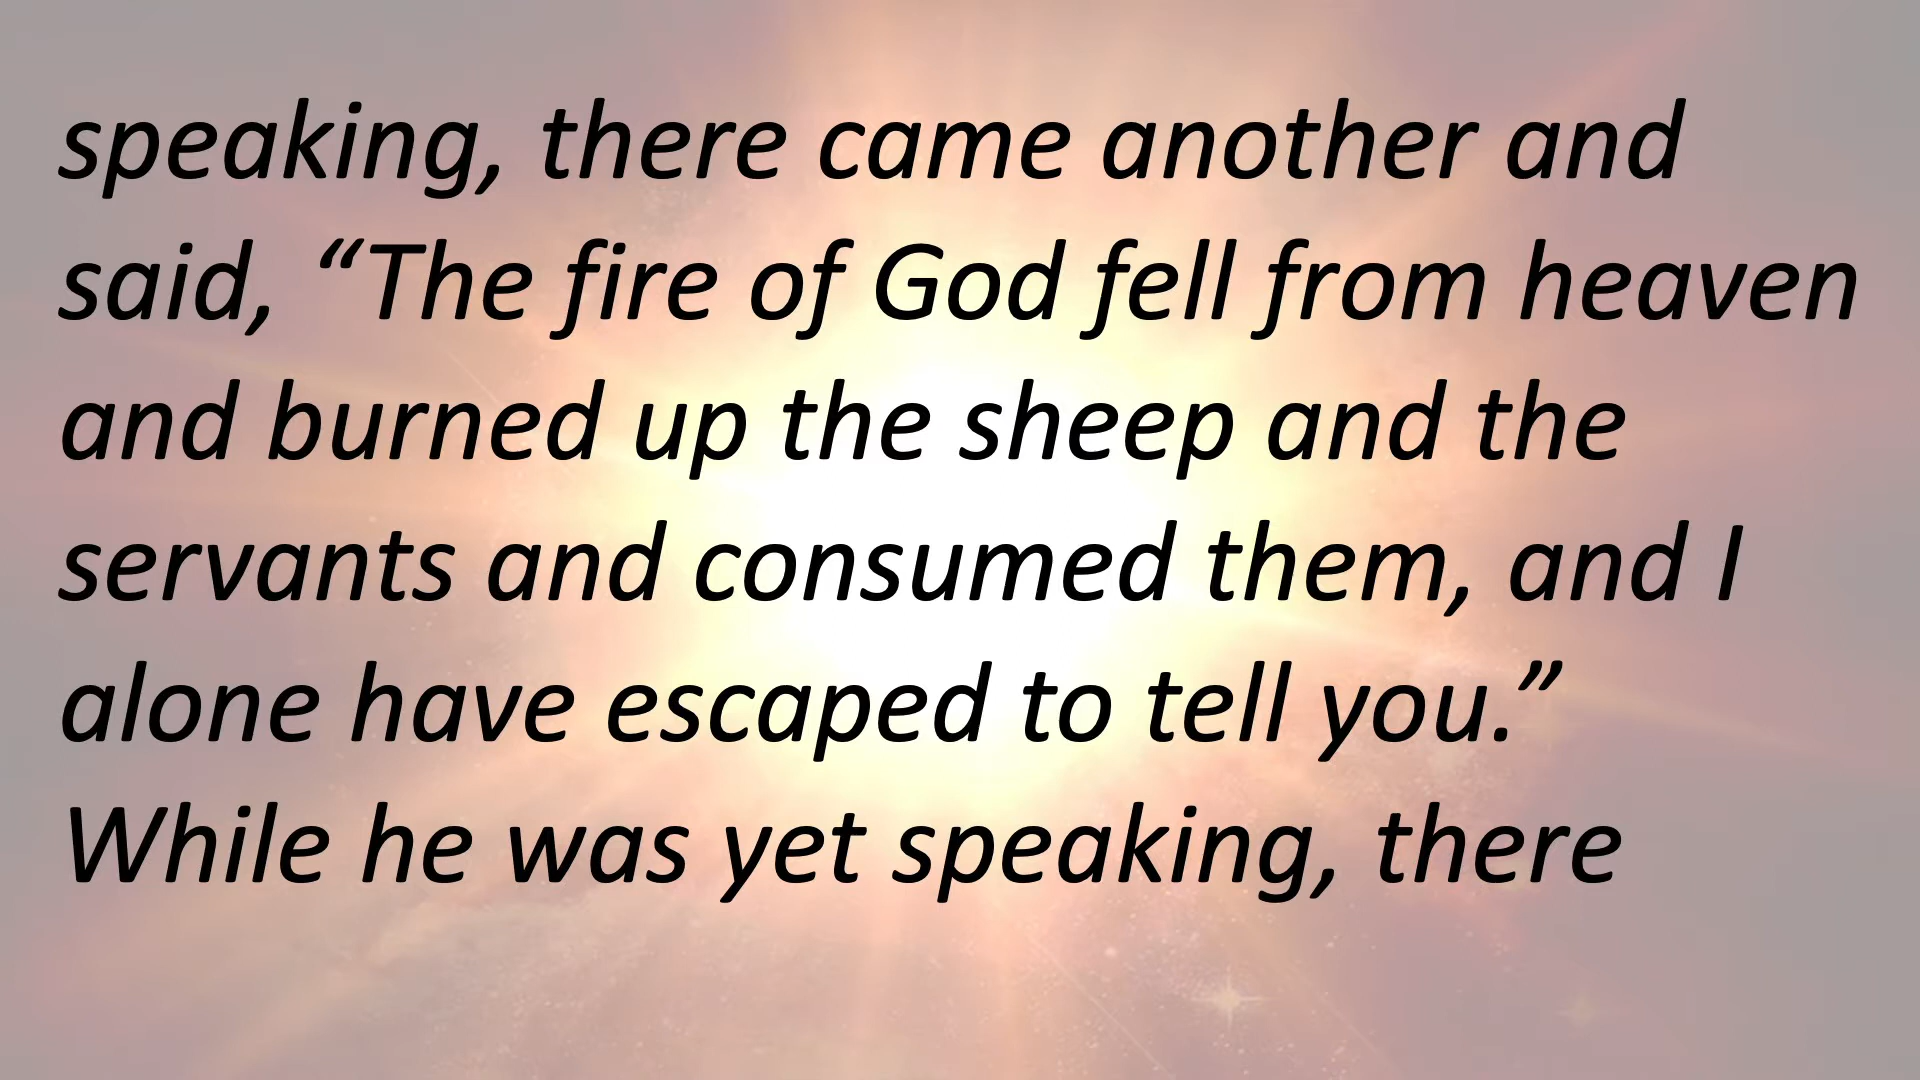 speaking, there came another and
said, “The fire of God fell from heaven
and burned up the sheep and the
servants and consumed them, and I
alone have escaped to tell you.”
While he was yet speaking, there